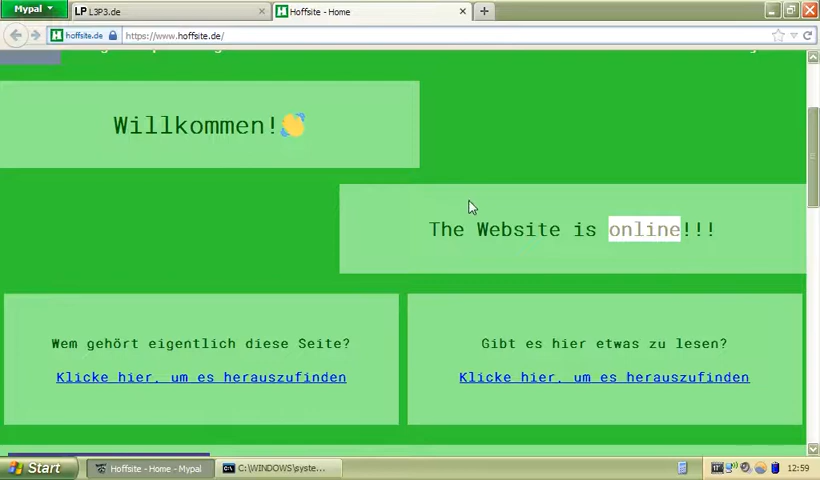 Mypal
L3P3.de
Hoffsite - Home
hoffsite.de
https://www.hoffsite.de/
Willkommen!👋
The Website is online!!!
Wem gehört eigentlich diese Seite?
Klicke hier, um es herauszufinden
Gibt es hier etwas zu lesen?
Klicke hier, um es herauszufinden
Start
Hoffsite - Home - Mypal
C:\WINDOWS\syste...
12:59